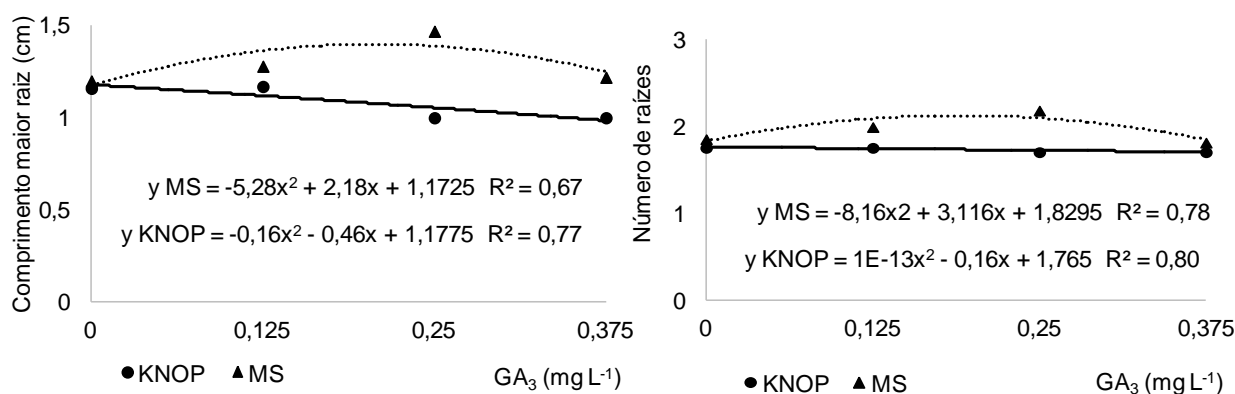 Comprimento maior raiz (cm)
1,5
1
0,5
0
y MS = -5,28x² + 2,18x + 1,1725 R² = 0,67
y KNOP = -0,16x² - 0,46x + 1,1775 R² = 0,77
0 0,125 0,25 0,375
KNOP MS GA₃ (mg L⁻¹)
Número de raízes
3
2
1
0
y MS = -8,16x2 + 3,116x + 1,8295 R² = 0,78
y KNOP = 1E-13x² - 0,16x + 1,765 R² = 0,80
0 0,125 0,25 0,375
KNOP MS GA₃ (mg L⁻¹)